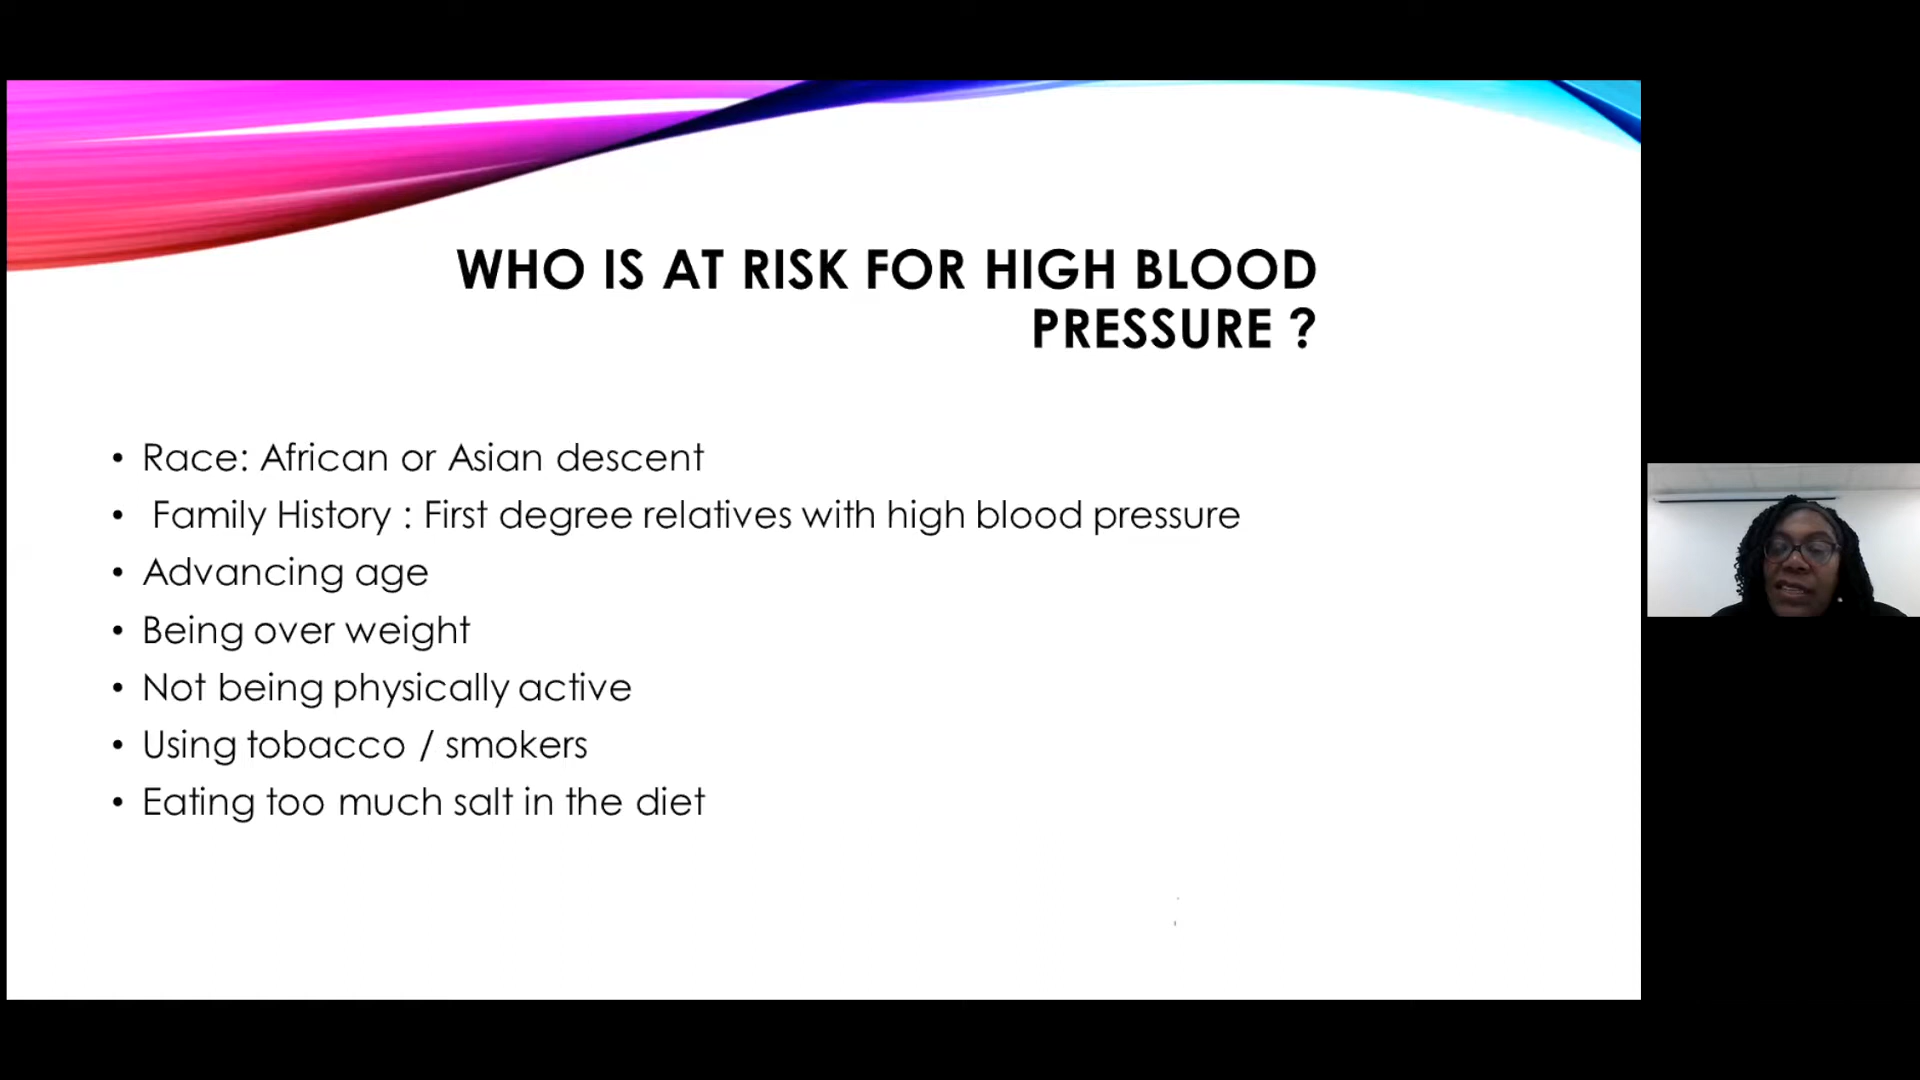 WHO IS AT RISK FOR HIGH BLOOD
PRESSURE ?
• Race: African or Asian descent
• Family History : First degree relatives with high blood pressure
• Advancing age
• Being over weight
• Not being physically active
• Using tobacco / smokers
• Eating too much salt in the diet